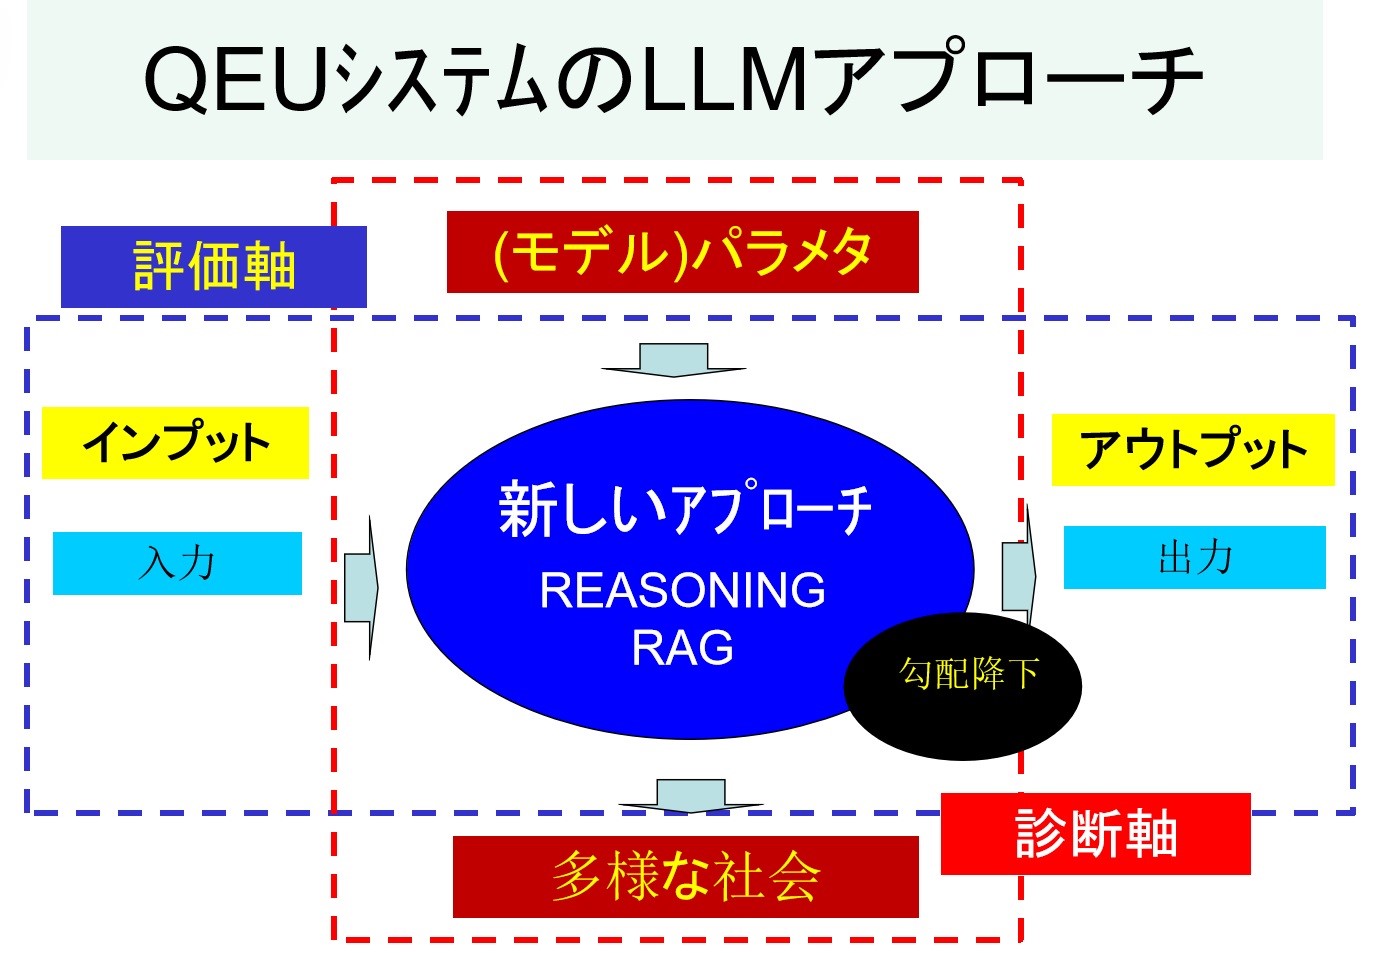 QEUシステムのLLMアプローチ
評価軸
(モデル)パラメタ
インプット
入力
新しいアプローチ
REASONING
RAG
アウトプット
出力
勾配降下
診断軸
多様な社会